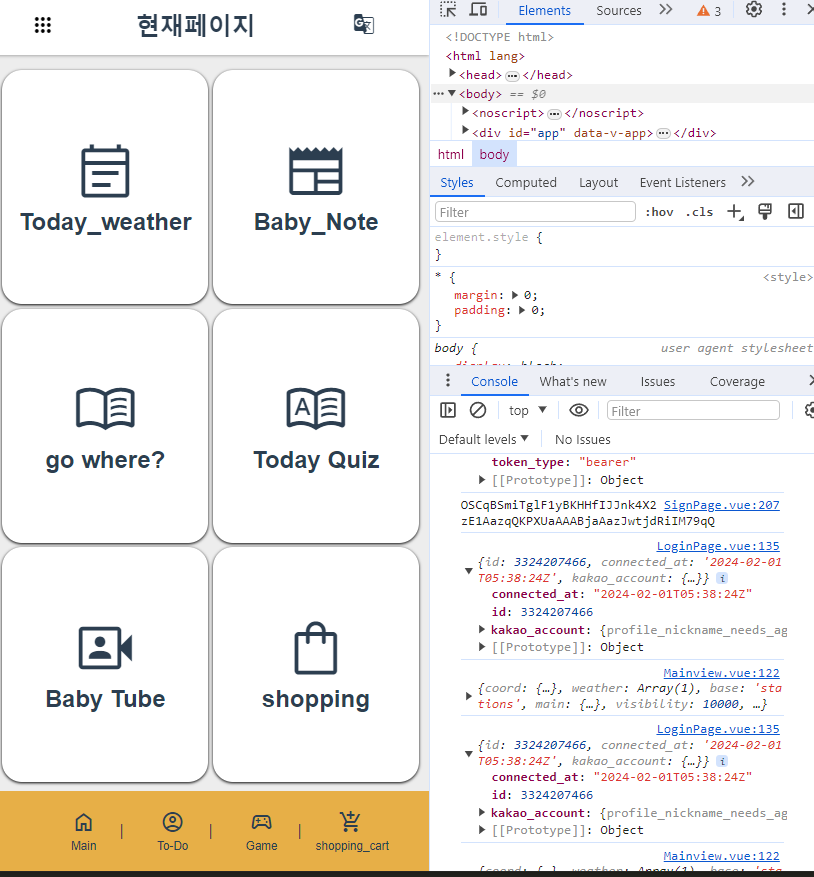 현재페이지
Today_weather
Baby_Note
go where?
Today Quiz
Baby Tube
shopping
Main
|
To-Do
|
Game
|
shopping_cart
Elements
Sources
3
<!DOCTYPE html>
<html lang>
<head> … </head>
<body> == $0
<noscript> … </noscript>
<div id="app" data-v-app> … </div>
html
body
Styles
Computed
Layout
Event Listeners
Filter
:hov
.cls
element.style {
}
* {
<style>
margin: 0;
padding: 0;
}
body {
user agent stylesheet
Console
What's new
Issues
Coverage
top
Filter
Default levels
No Issues
token_type: "bearer"
[[Prototype]]: Object
OSCqBSmiTglF1yBKHHfIJJnk4X2 SignPage.vue:207
zE1AazqQKPXUaAAABjaAazJwtjdRiIM79qQ
LoginPage.vue:135
{id: 3324207466, connected_at: '2024-02-01
T05:38:24Z', kakao_account: {…}}
connected_at: "2024-02-01T05:38:24Z"
id: 3324207466
kakao_account: {profile_nickname_needs_ag
[[Prototype]]: Object
Mainview.vue:122
{coord: {…}, weather: Array(1), base: 'sta
tions', main: {…}, visibility: 10000, …}
LoginPage.vue:135
{id: 3324207466, connected_at: '2024-02-01
T05:38:24Z', kakao_account: {…}}
connected_at: "2024-02-01T05:38:24Z"
id: 3324207466
kakao_account: {profile_nickname_needs_ag
[[Prototype]]: Object
Mainview.vue:122